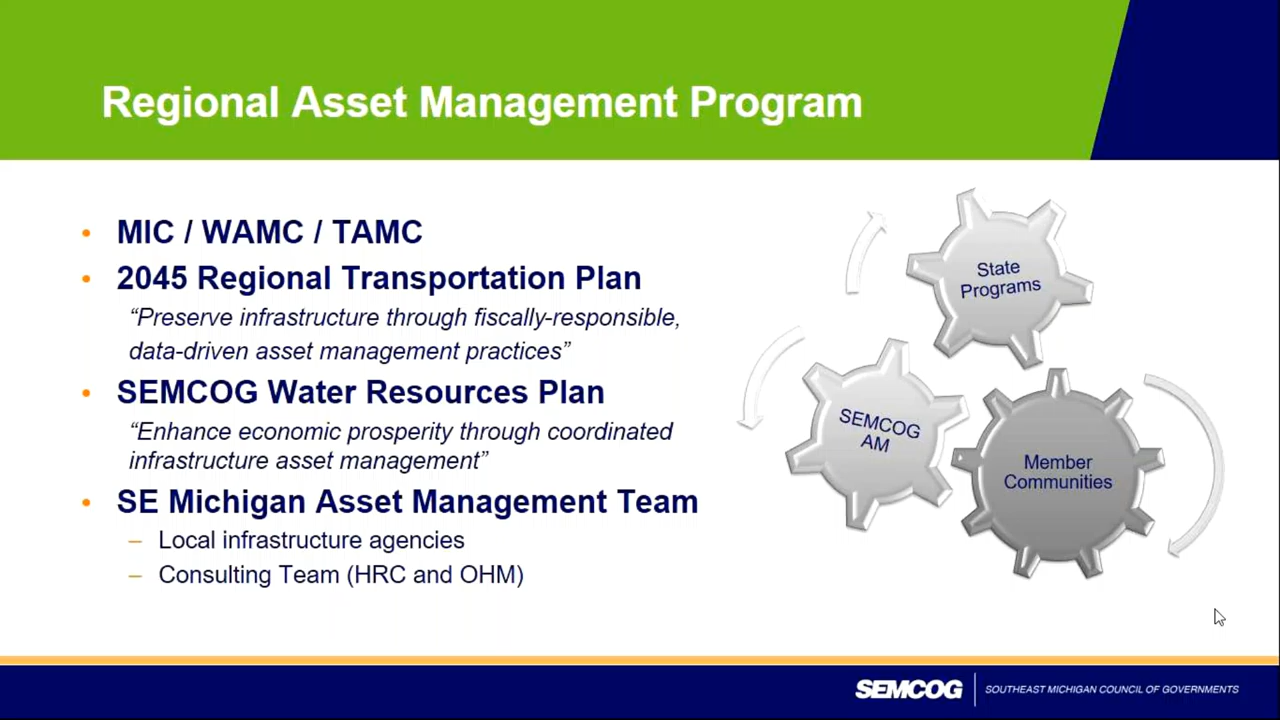 Regional Asset Management Program
• MIC / WAMC / TAMC
• 2045 Regional Transportation Plan
“Preserve infrastructure through fiscally-responsible,
data-driven asset management practices”
• SEMCOG Water Resources Plan
“Enhance economic prosperity through coordinated
infrastructure asset management”
• SE Michigan Asset Management Team
– Local infrastructure agencies
– Consulting Team (HRC and OHM)
State
Programs
SEMCOG
AM
Member
Communities
SEMCOG | SOUTHEAST MICHIGAN COUNCIL OF GOVERNMENTS